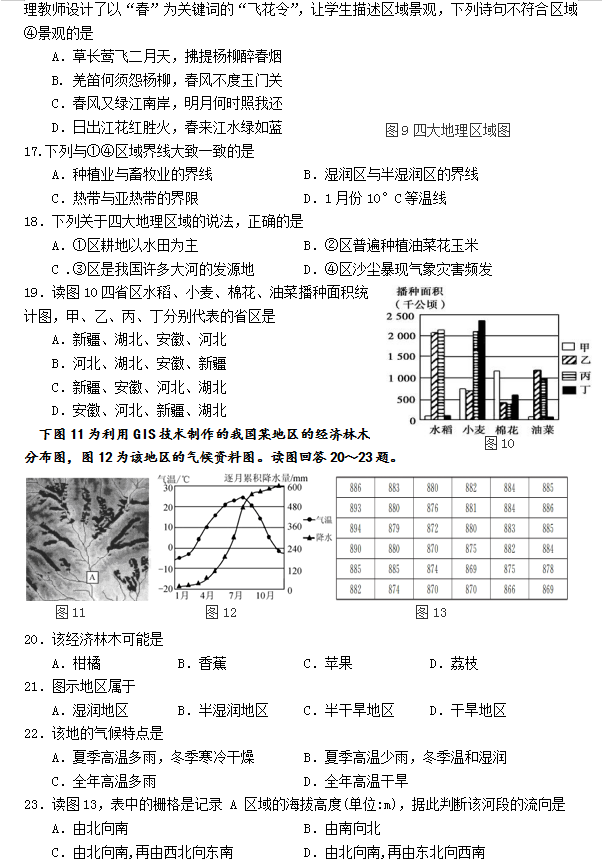 理教师设计了以“春”为关键词的“飞花令”，让学生描述区域景观，下列诗句不符合区域
④景观的是
A．草长莺飞二月天，拂提杨柳醉春烟
B．羌笛何须怨杨柳，春风不度玉门关
C．春风又绿江南岸，明月何时照我还
D．日出江花红胜火，春来江水绿如蓝
图9 四大地理区域图
17.下列与①④区域界线大致一致的是
A．种植业与畜牧业的界线 B．湿润区与半湿润区的界线
C．热带与亚热带的界限 D．1月份10°C等温线
18．下列关于四大地理区域的说法，正确的是
A．①区耕地以水田为主 B．②区普遍种植油菜花玉米
C .③区是我国许多大河的发源地 D．④区沙尘暴现气象灾害频发
19．读图10四省区水稻、小麦、棉花、油菜播种面积统
计图，甲、乙、丙、丁分别代表的省区是
A．新疆、湖北、安徽、河北
B．河北、湖北、安徽、新疆
C．新疆、安徽、河北、湖北
D．安徽、河北、新疆、湖北
播种面积
（千公顷）
2 500
2 000
1 500
1 000
500
0
甲
乙
丙
丁
水稻 小麦 棉花 油菜
图10
下图11为利用GIS技术制作的我国某地区的经济林木
分布图，图12为该地区的气候资料图。读图回答20～23题。
A
图11
气温/℃ 逐月累积降水量/mm
30 600
20 480
10 360
0 240
-10 120
-20 0
1月 4月 7月 10月
气温
降水
图12
886 883 880 882 884 885
893 880 876 881 884 886
894 879 872 880 883 885
890 880 870 875 882 884
885 885 874 869 875 878
882 874 870 870 866 869
图13
20．该经济林木可能是
A．柑橘 B．香蕉 C．苹果 D．荔枝
21．图示地区属于
A．湿润地区 B．半湿润地区 C．半干旱地区 D．干旱地区
22．该地的气候特点是
A．夏季高温多雨，冬季寒冷干燥 B．夏季高温少雨，冬季温和湿润
C．全年高温多雨 D．全年高温干旱
23．读图13，表中的栅格是记录 A 区域的海拔高度(单位:m)，据此判断该河段的流向是
A．由北向南 B．由南向北
C．由北向南,再由西北向东南 D．由北向南,再由东北向西南